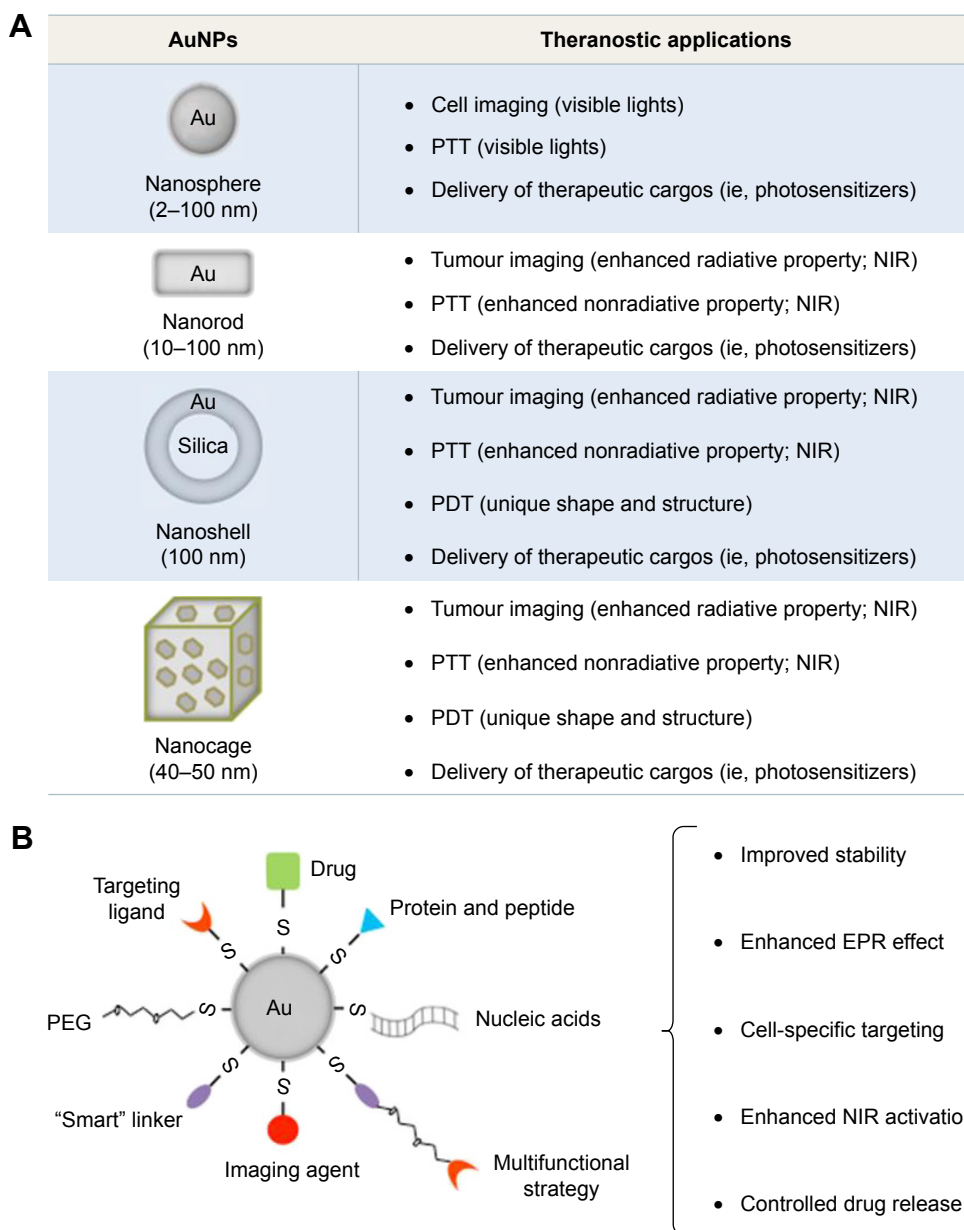 A
AuNPs
Theranostic applications
Au
Nanosphere
(2–100 nm)
• Cell imaging (visible lights)
• PTT (visible lights)
• Delivery of therapeutic cargos (ie, photosensitizers)
Au
Nanorod
(10–100 nm)
• Tumour imaging (enhanced radiative property; NIR)
• PTT (enhanced nonradiative property; NIR)
• Delivery of therapeutic cargos (ie, photosensitizers)
Au
Silica
Nanoshell
(100 nm)
• Tumour imaging (enhanced radiative property; NIR)
• PTT (enhanced nonradiative property; NIR)
• PDT (unique shape and structure)
• Delivery of therapeutic cargos (ie, photosensitizers)
Nanocage
(40–50 nm)
• Tumour imaging (enhanced radiative property; NIR)
• PTT (enhanced nonradiative property; NIR)
• PDT (unique shape and structure)
• Delivery of therapeutic cargos (ie, photosensitizers)
B
Drug
Targeting
ligand
Protein and peptide
S
S
S
PEG
S
Au
S
Nucleic acids
S
S
S
"Smart" linker
Imaging agent
Multifunctional
strategy
• Improved stability
• Enhanced EPR effect
• Cell-specific targeting
• Enhanced NIR activatio
• Controlled drug release